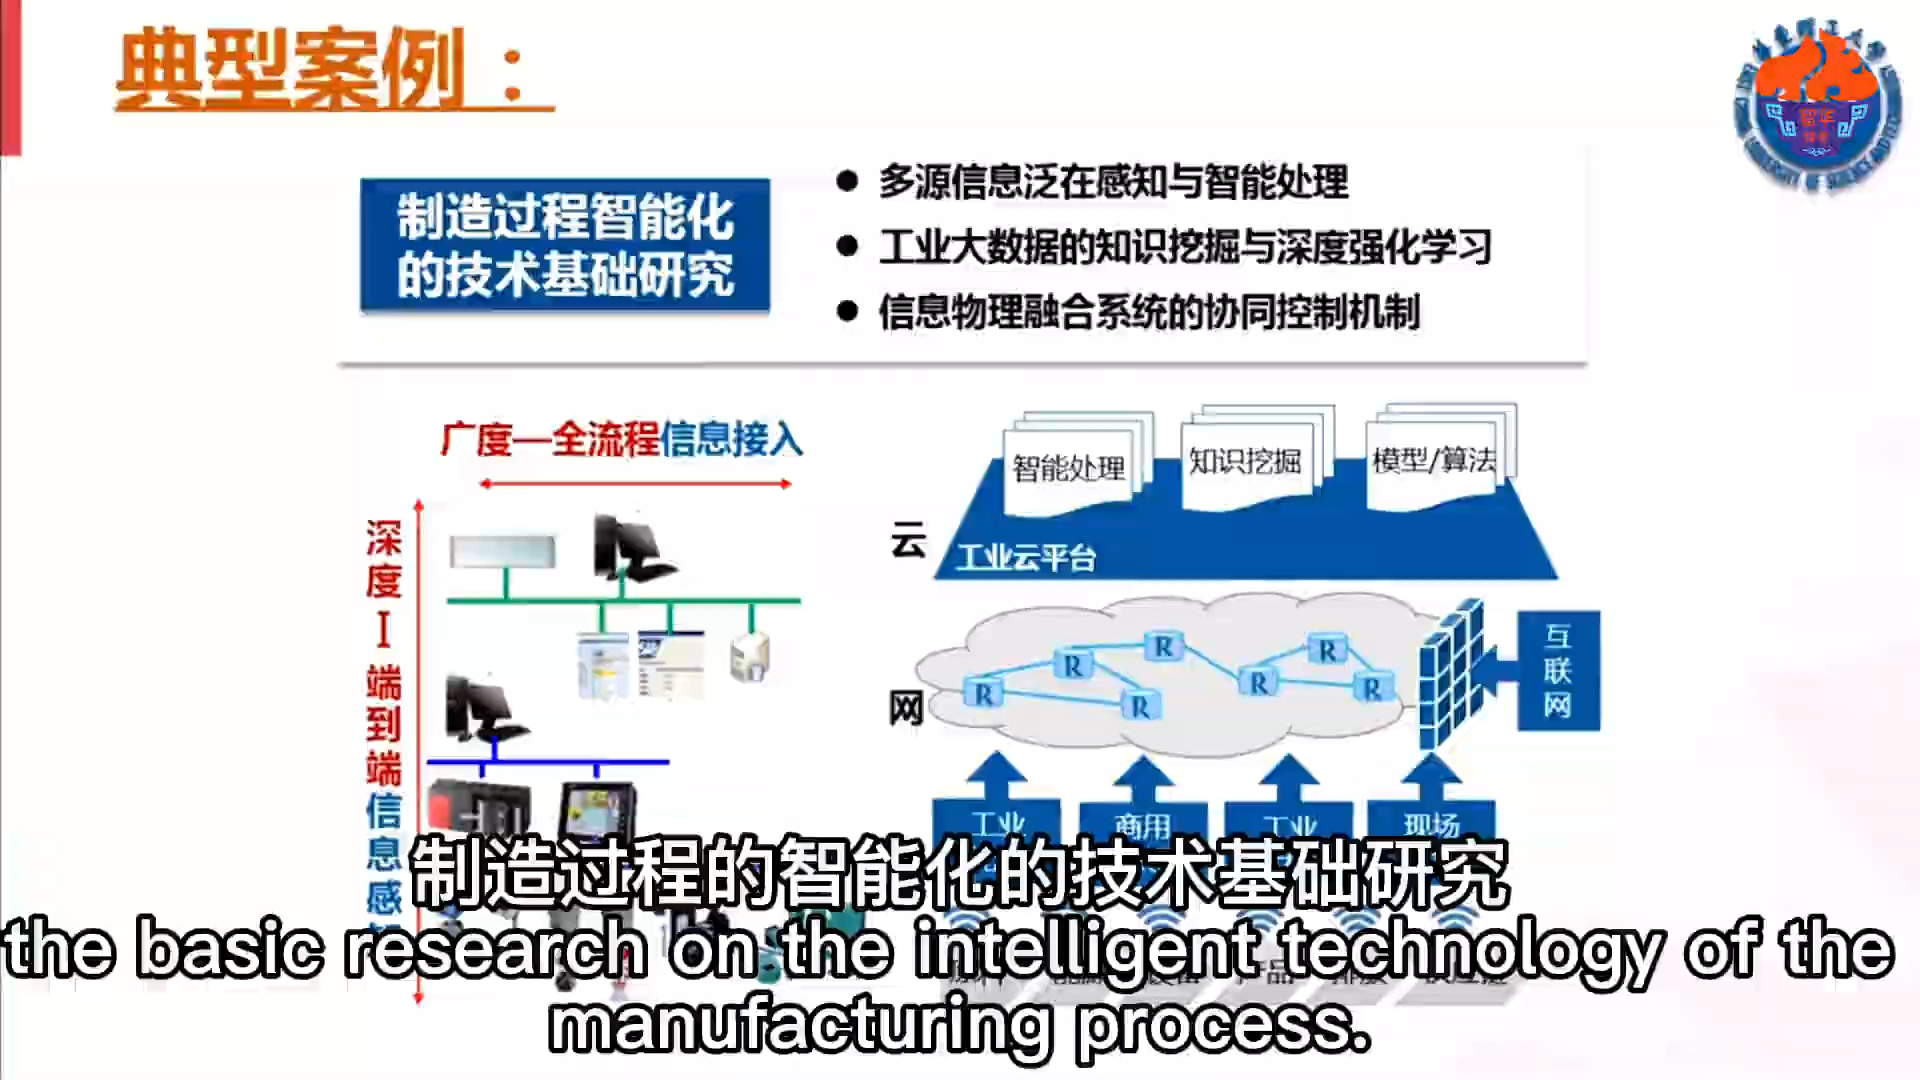 典型案例：
制造过程智能化
的技术基础研究
● 多源信息泛在感知与智能处理
● 工业大数据的知识挖掘与深度强化学习
● 信息物理融合系统的协同控制机制
广度—全流程信息接入
深度 I 端到端信息感
智能处理
知识挖掘
模型/算法
云
工业云平台
网
R
R
R
R
R
R
R
互联网
工业
商用
工业
现场
制造过程的智能化的技术基础研究
the basic research on the intelligent technology of the
manufacturing process.